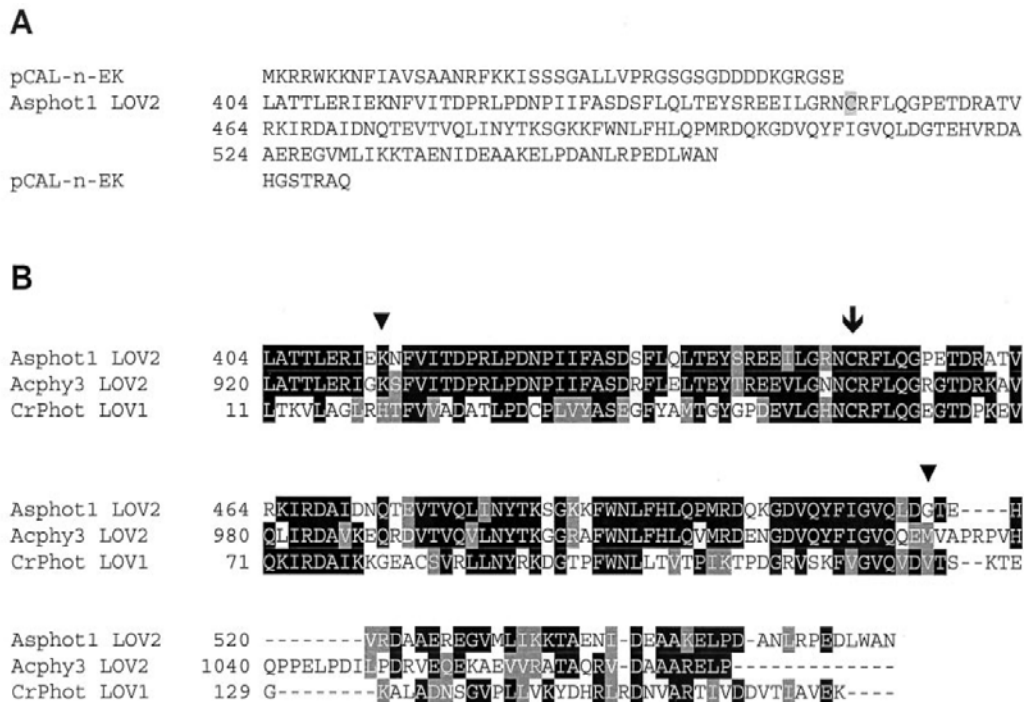 A
pCAL-n-EK MKRRWKKNFIAVSAANRFKKISSSGALLVPRGSGSGDDDDKGRGSE
Asphot1 LOV2 404 LATTLERIEKNFVITDPRLPDNPIIFASDSFLQLTEYSREEILGRNCRFLQGPETDRATV
464 RKIRDAIDNQTEVTVQLINYTKSGKKFWNLFHLQPMRDQKGDVQYFIGVQLDGTEHVRDA
524 AEREGVMLIKKTAENIDEAAKELPDANLRPEDLWAN
pCAL-n-EK HGSTRAQ
B
Asphot1 LOV2 404 LATTLERIEKNFVITDPRLPDNPIIFASDSFLQLTEYSREEILGRNCRFLQGPETDRATV
Acphy3 LOV2 920 LATTLERIGKSFVITDPRLPDNPIIFASDRFLELTEYTREEVLGNNCRFLQGRGTDRKAV
CrPhot LOV1 11 LTKVLAGLRHTFVVADATLPDCPLVYASEGFYAMTGYGPDEVLGHNCRFLQGEGTDPKEV
Asphot1 LOV2 464 RKIRDAIDNQTEVTVQLINYTKSGKKFWNLFHLQPMRDQKGDVQYFIGVQLDGTE----H
Acphy3 LOV2 980 QLIRDAVKEQRDVTVQVLNYTKGGRAFWNLFHLQVMRDENGDVQYFIGVQQEMVAPRPVH
CrPhot LOV1 71 QKIRDAIKKGEACSVRLLNYRKDGTPFWNLLTVTPIKTPDGRVSKFVGVQVDVTS--KTE
Asphot1 LOV2 520 --------VRDAAEREGVMLIKKTAENI-DEAAKELPD-ANLRPEDLWAN
Acphy3 LOV2 1040 QPPELPDILPDRVEQEKAEVVRATAQRV-DAAARELP-------------
CrPhot LOV1 129 G--------KALADNSGVPLLVKYDHRLRDNVARTIVDDVTIAVEK----